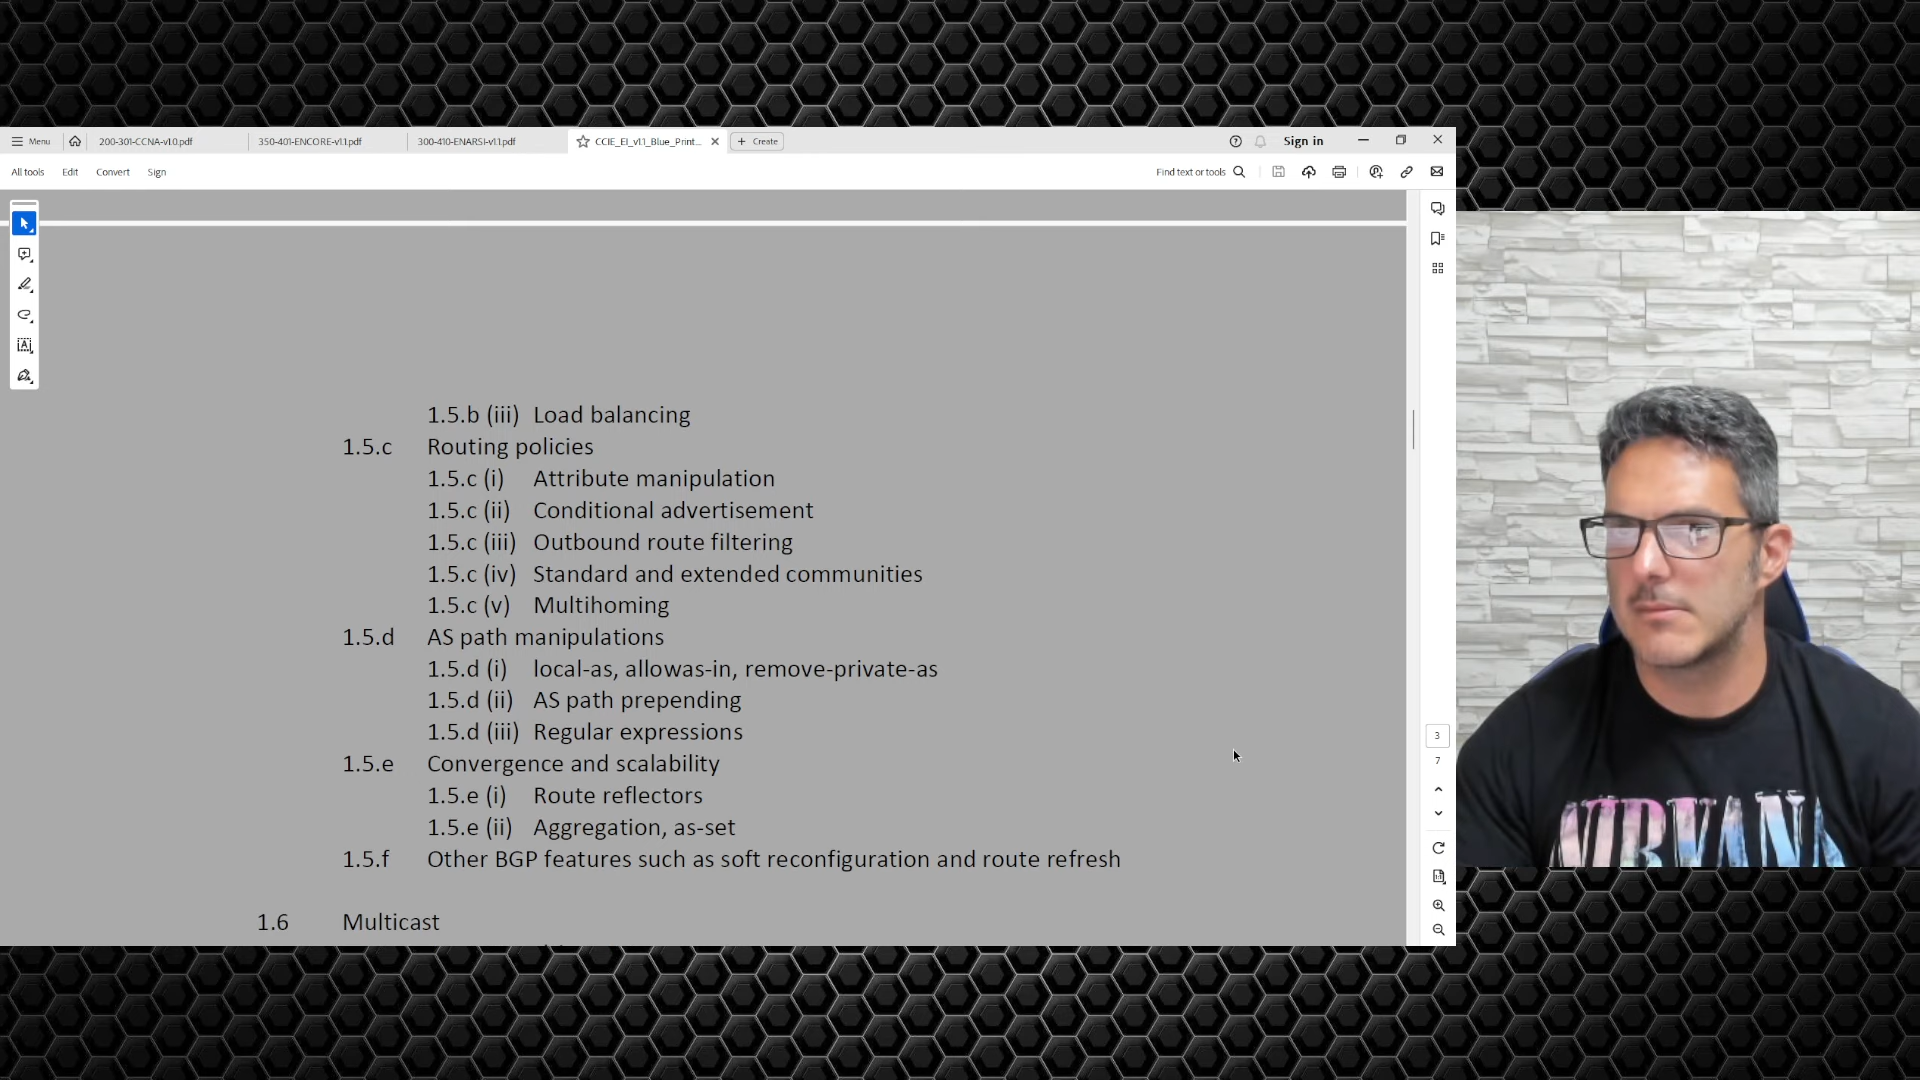 Menu 200-301-CCNA-v1.0.pdf 350-401-ENCORE-v1.1.pdf 300-410-ENARSI-v1.1.pdf CCIE_EI_v1.1_Blue_Print... Create Sign in
All tools Edit Convert Sign Find text or tools
1.5.b (iii) Load balancing
1.5.c Routing policies
1.5.c (i) Attribute manipulation
1.5.c (ii) Conditional advertisement
1.5.c (iii) Outbound route filtering
1.5.c (iv) Standard and extended communities
1.5.c (v) Multihoming
1.5.d AS path manipulations
1.5.d (i) local-as, allowas-in, remove-private-as
1.5.d (ii) AS path prepending
1.5.d (iii) Regular expressions
1.5.e Convergence and scalability
1.5.e (i) Route reflectors
1.5.e (ii) Aggregation, as-set
1.5.f Other BGP features such as soft reconfiguration and route refresh
1.6 Multicast
3
7
NIRVANA